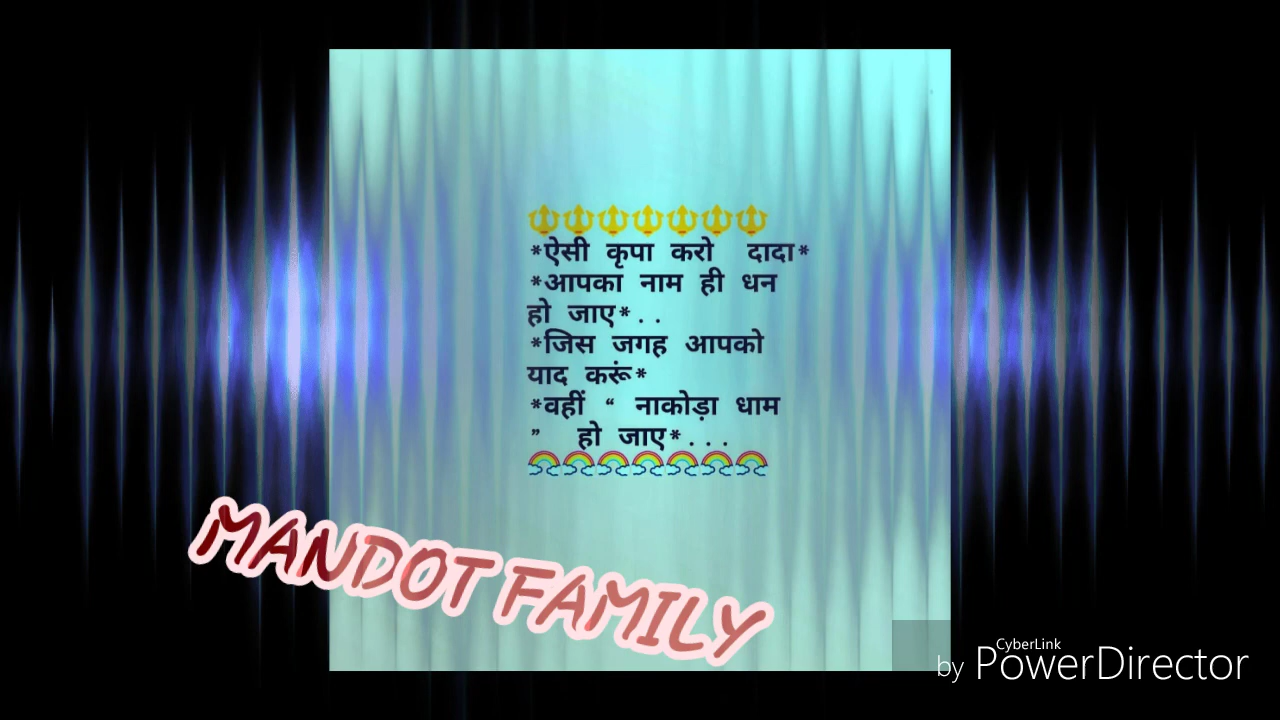 🔱🔱🔱🔱🔱🔱🔱
*ऐसी कृपा करो दादा*
*आपका नाम ही धन
हो जाए*..
*जिस जगह आपको
याद करूं*
*वहीं “ नाकोड़ा धाम
” हो जाए*...
🌈🌈🌈🌈🌈🌈🌈
MANDOT FAMILY
CyberLink
by PowerDirector